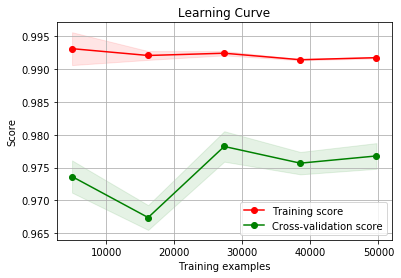 Learning Curve
0.995
0.990
0.985
0.980
0.975
0.970
0.965
Score
10000 20000 30000 40000 50000
Training examples
Training score
Cross-validation score